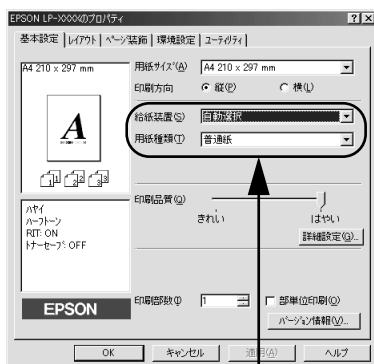 EPSON LP-XXXXのプロパティ
基本設定 レイアウト ページ装飾 環境設定 ユーティリティ
A4 210 x 297 mm
用紙サイズ(A) A4 210 x 297 mm
印刷方向 縦(P) 横(L)
A
給紙装置(S) 自動選択
用紙種類(T) 普通紙
1 1 2 2 3 3
印刷品質(Q)
きれい はやい
詳細設定(G)...
ハヤイ
ハーフトーン
RIT: ON
トナーセーブ: OFF
EPSON
印刷部数(I) 1 部単位印刷(O)
バージョン情報(V)...
OK キャンセル 適用(A) ヘルプ